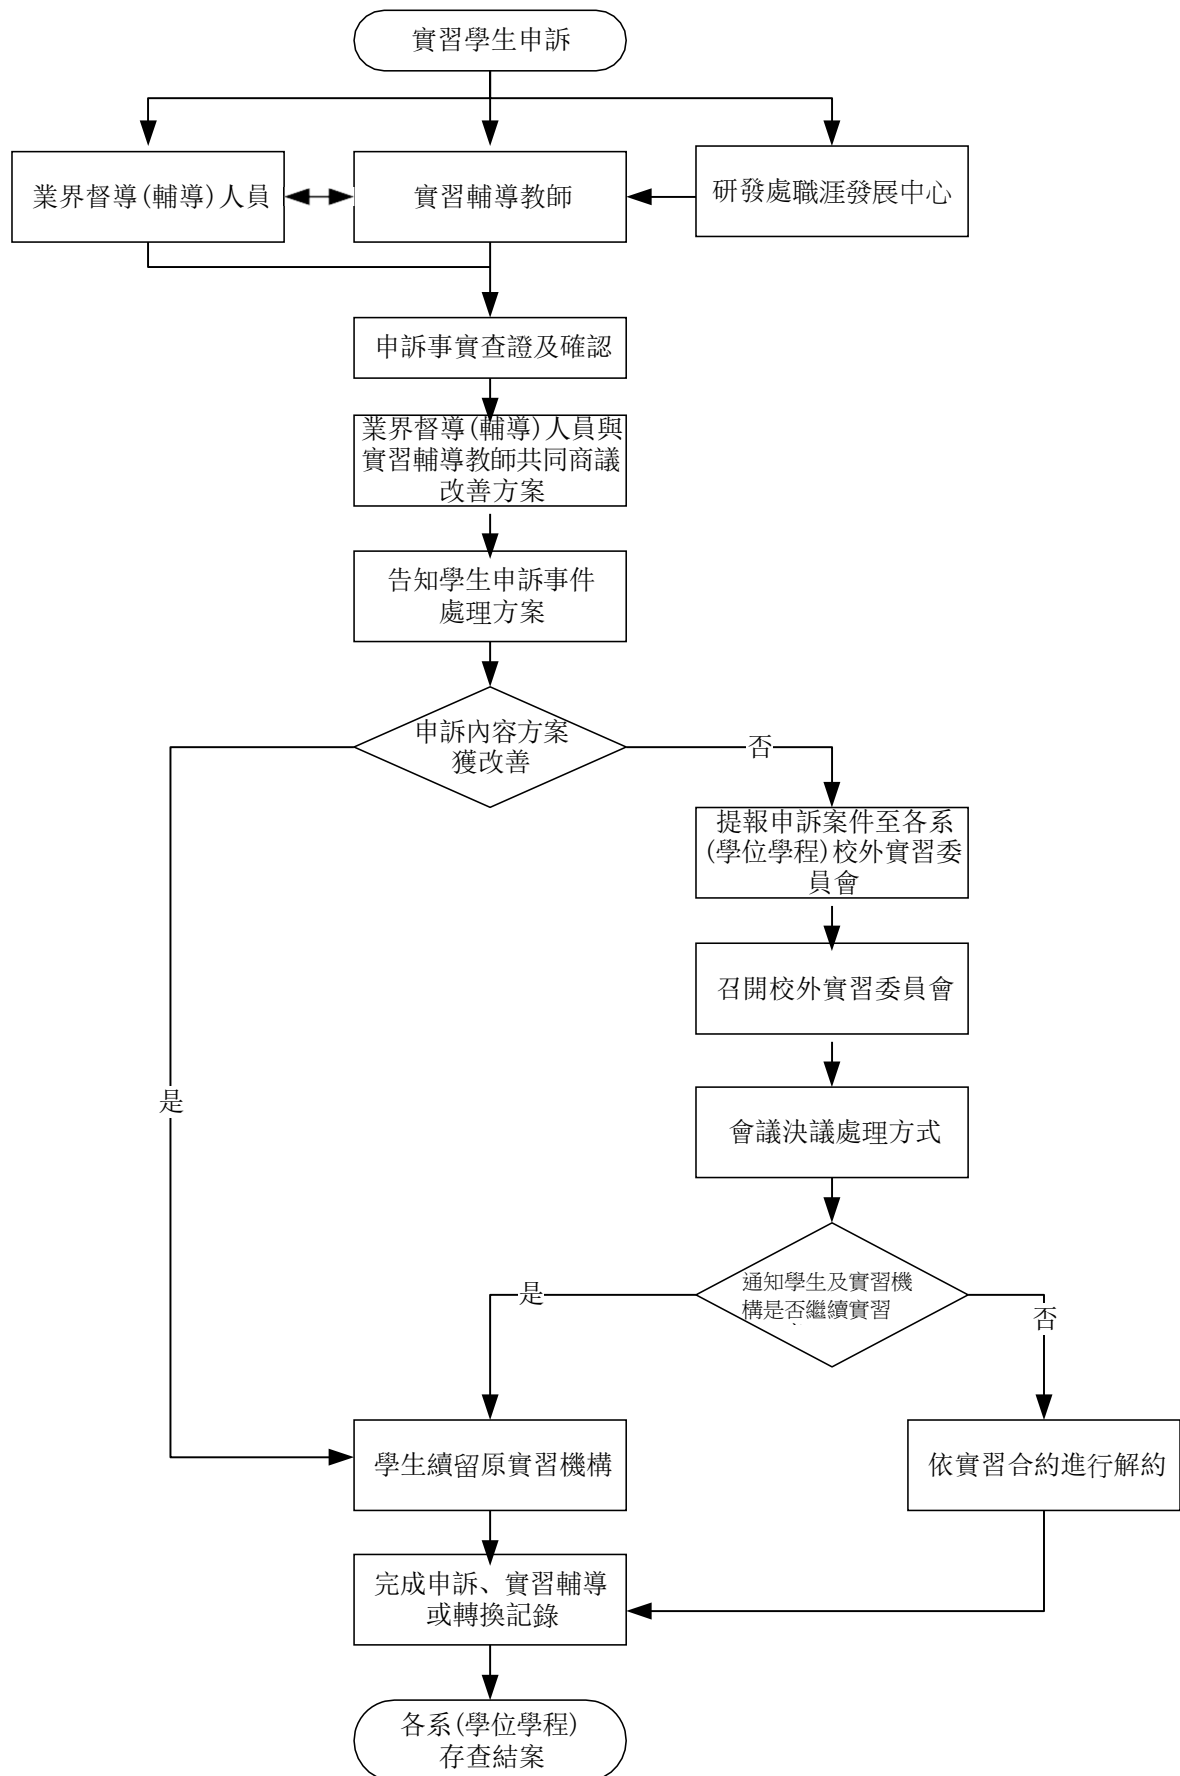 實習學生申訴
業界督導(輔導)人員
實習輔導教師
研發處職涯發展中心
申訴事實查證及確認
業界督導(輔導)人員與
實習輔導教師共同商議
改善方案
告知學生申訴事件
處理方案
申訴內容方案
獲改善
否
提報申訴案件至各系
(學位學程)校外實習委
員會
召開校外實習委員會
是
會議決議處理方式
通知學生及實習機
構是否繼續實習
是
否
學生續留原實習機構
依實習合約進行解約
完成申訴、實習輔導
或轉換記錄
各系(學位學程)
存查結案